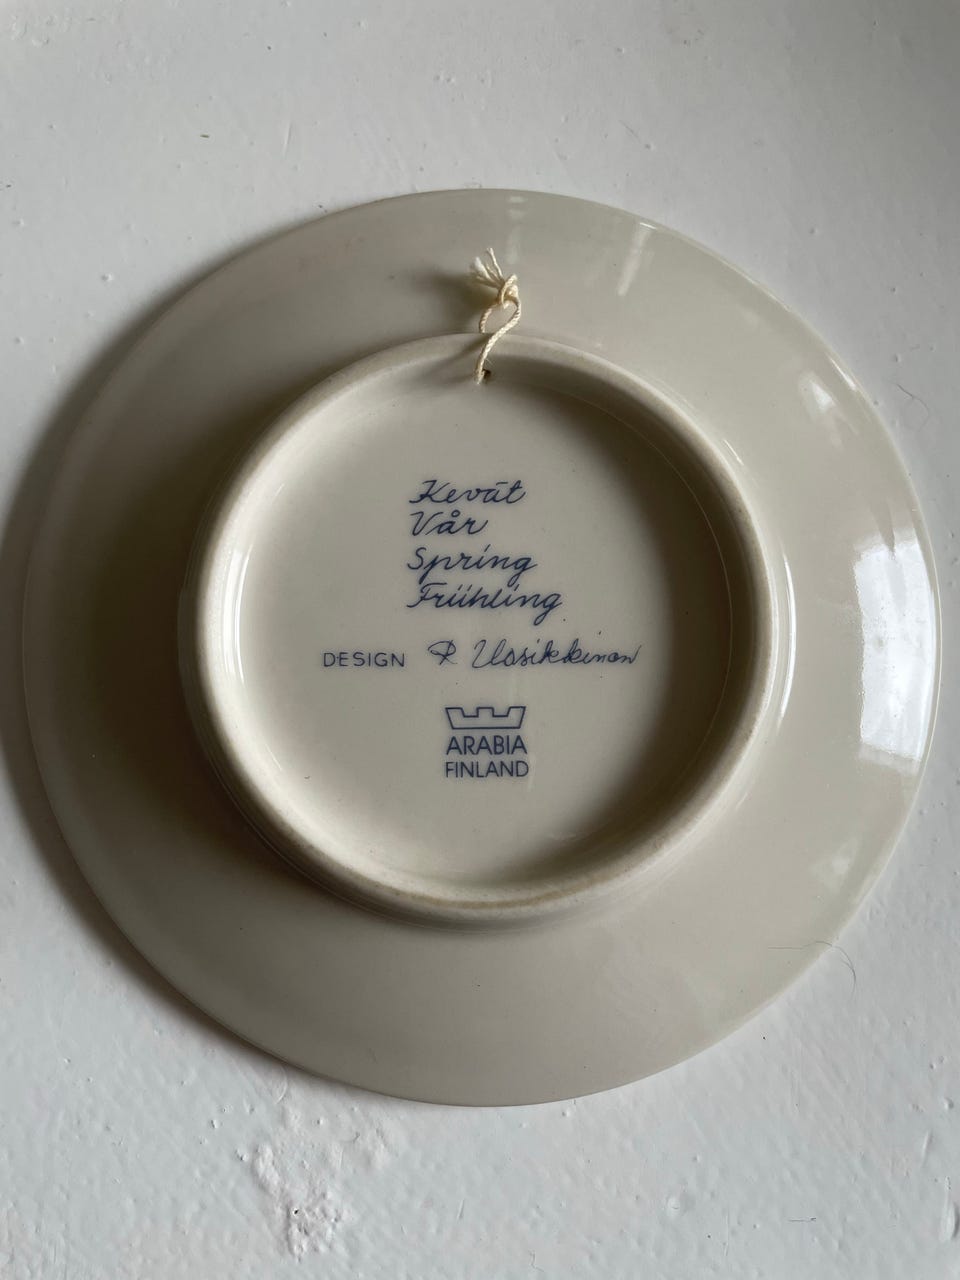 Kevät
Vår
Spring
Frühling
DESIGN R Uosikkinen
ARABIA
FINLAND